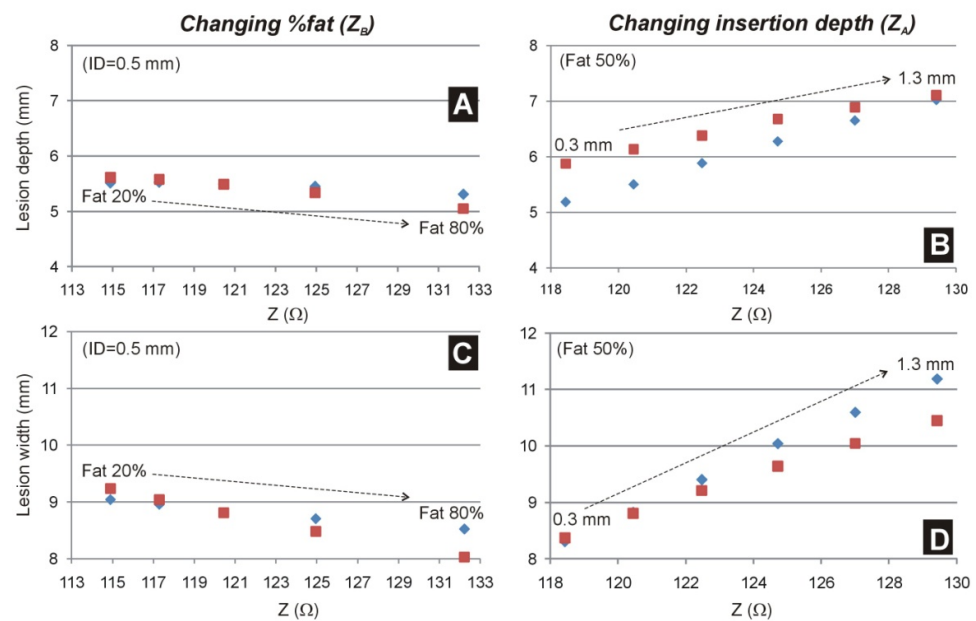 Changing %fat (Z_B)
Changing insertion depth (Z_A)
8
(ID=0.5 mm)
A
7
6
Fat 20%
5
Fat 80%
4
113 115 117 119 121 123 125 127 129 131 133
Lesion depth (mm)
Z (Ω)
8
(Fat 50%)
1.3 mm
7
0.3 mm
6
5
B
4
118 120 122 124 126 128 130
Z (Ω)
12
(ID=0.5 mm)
C
11
10
Fat 20%
9
Fat 80%
8
113 115 117 119 121 123 125 127 129 131 133
Lesion width (mm)
Z (Ω)
12
(Fat 50%)
1.3 mm
11
10
9
0.3 mm
D
8
118 120 122 124 126 128 130
Z (Ω)